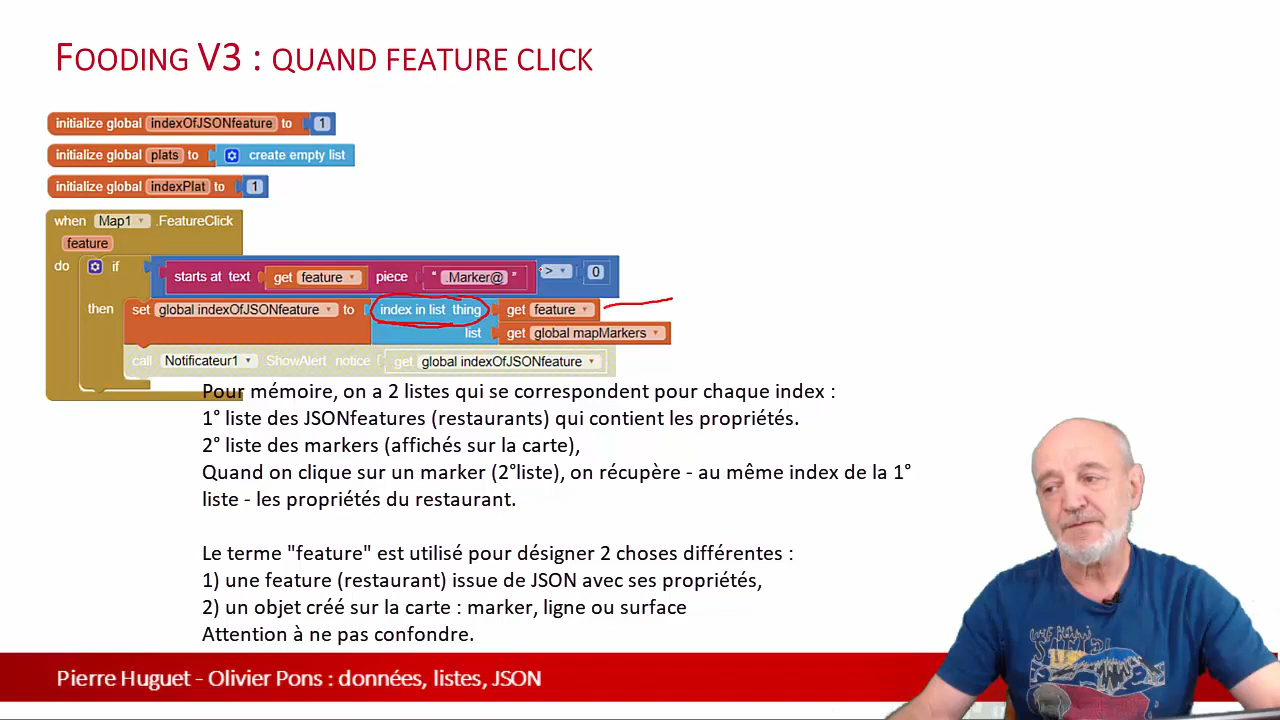 FOODING V3 : QUAND FEATURE CLICK
initialize global indexOfJSONfeature to 1
initialize global plats to create empty list
initialize global indexPlat to 1
when Map1 .FeatureClick
feature
do if starts at text get feature piece " .Marker@ " > 0
then set global indexOfJSONfeature to index in list thing get feature
list get global mapMarkers
call Notificateur1 .ShowAlert notice get global indexOfJSONfeature
Pour mémoire, on a 2 listes qui se correspondent pour chaque index :
1° liste des JSONfeatures (restaurants) qui contient les propriétés.
2° liste des markers (affichés sur la carte),
Quand on clique sur un marker (2°liste), on récupère - au même index de la 1°
liste - les propriétés du restaurant.
Le terme "feature" est utilisé pour désigner 2 choses différentes :
1) une feature (restaurant) issue de JSON avec ses propriétés,
2) un objet créé sur la carte : marker, ligne ou surface
Attention à ne pas confondre.
Pierre Huguet - Olivier Pons : données, listes, JSON